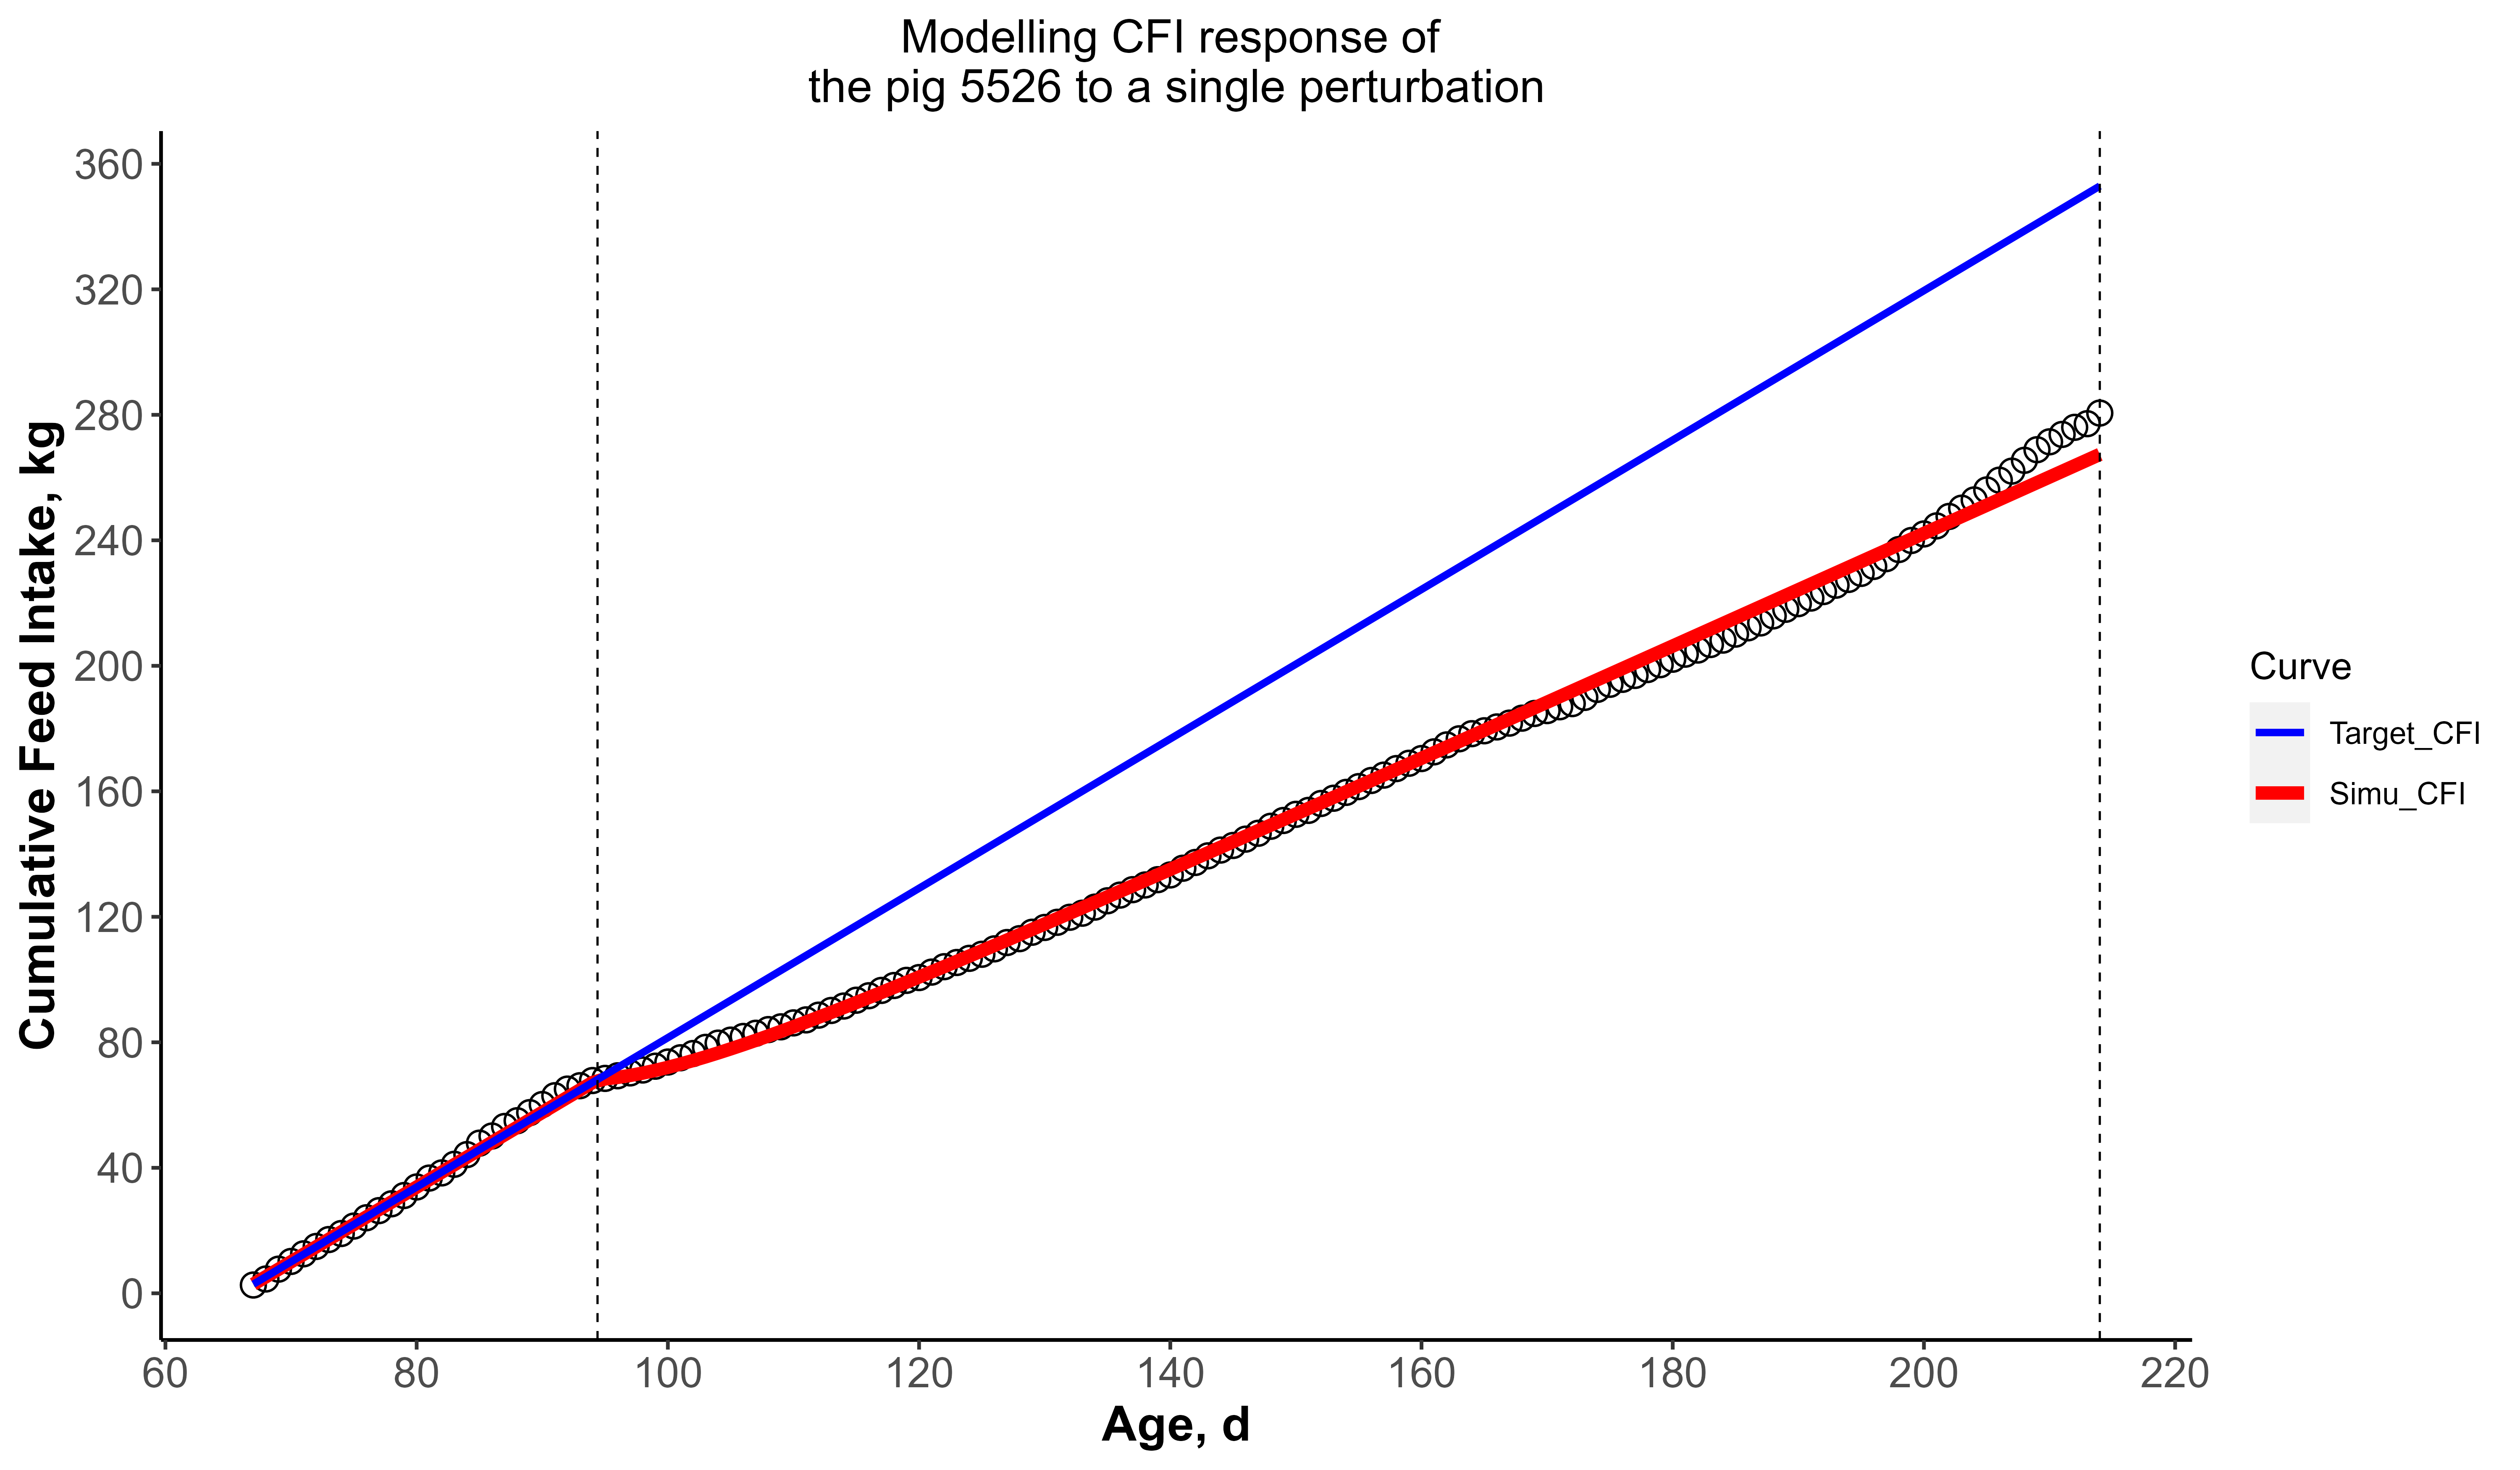 Modelling CFI response of
the pig 5526 to a single perturbation
Cumulative Feed Intake, kg
360
320
280
240
200
160
120
80
40
0
60 80 100 120 140 160 180 200 220
Age, d
Curve
Target_CFI
Simu_CFI